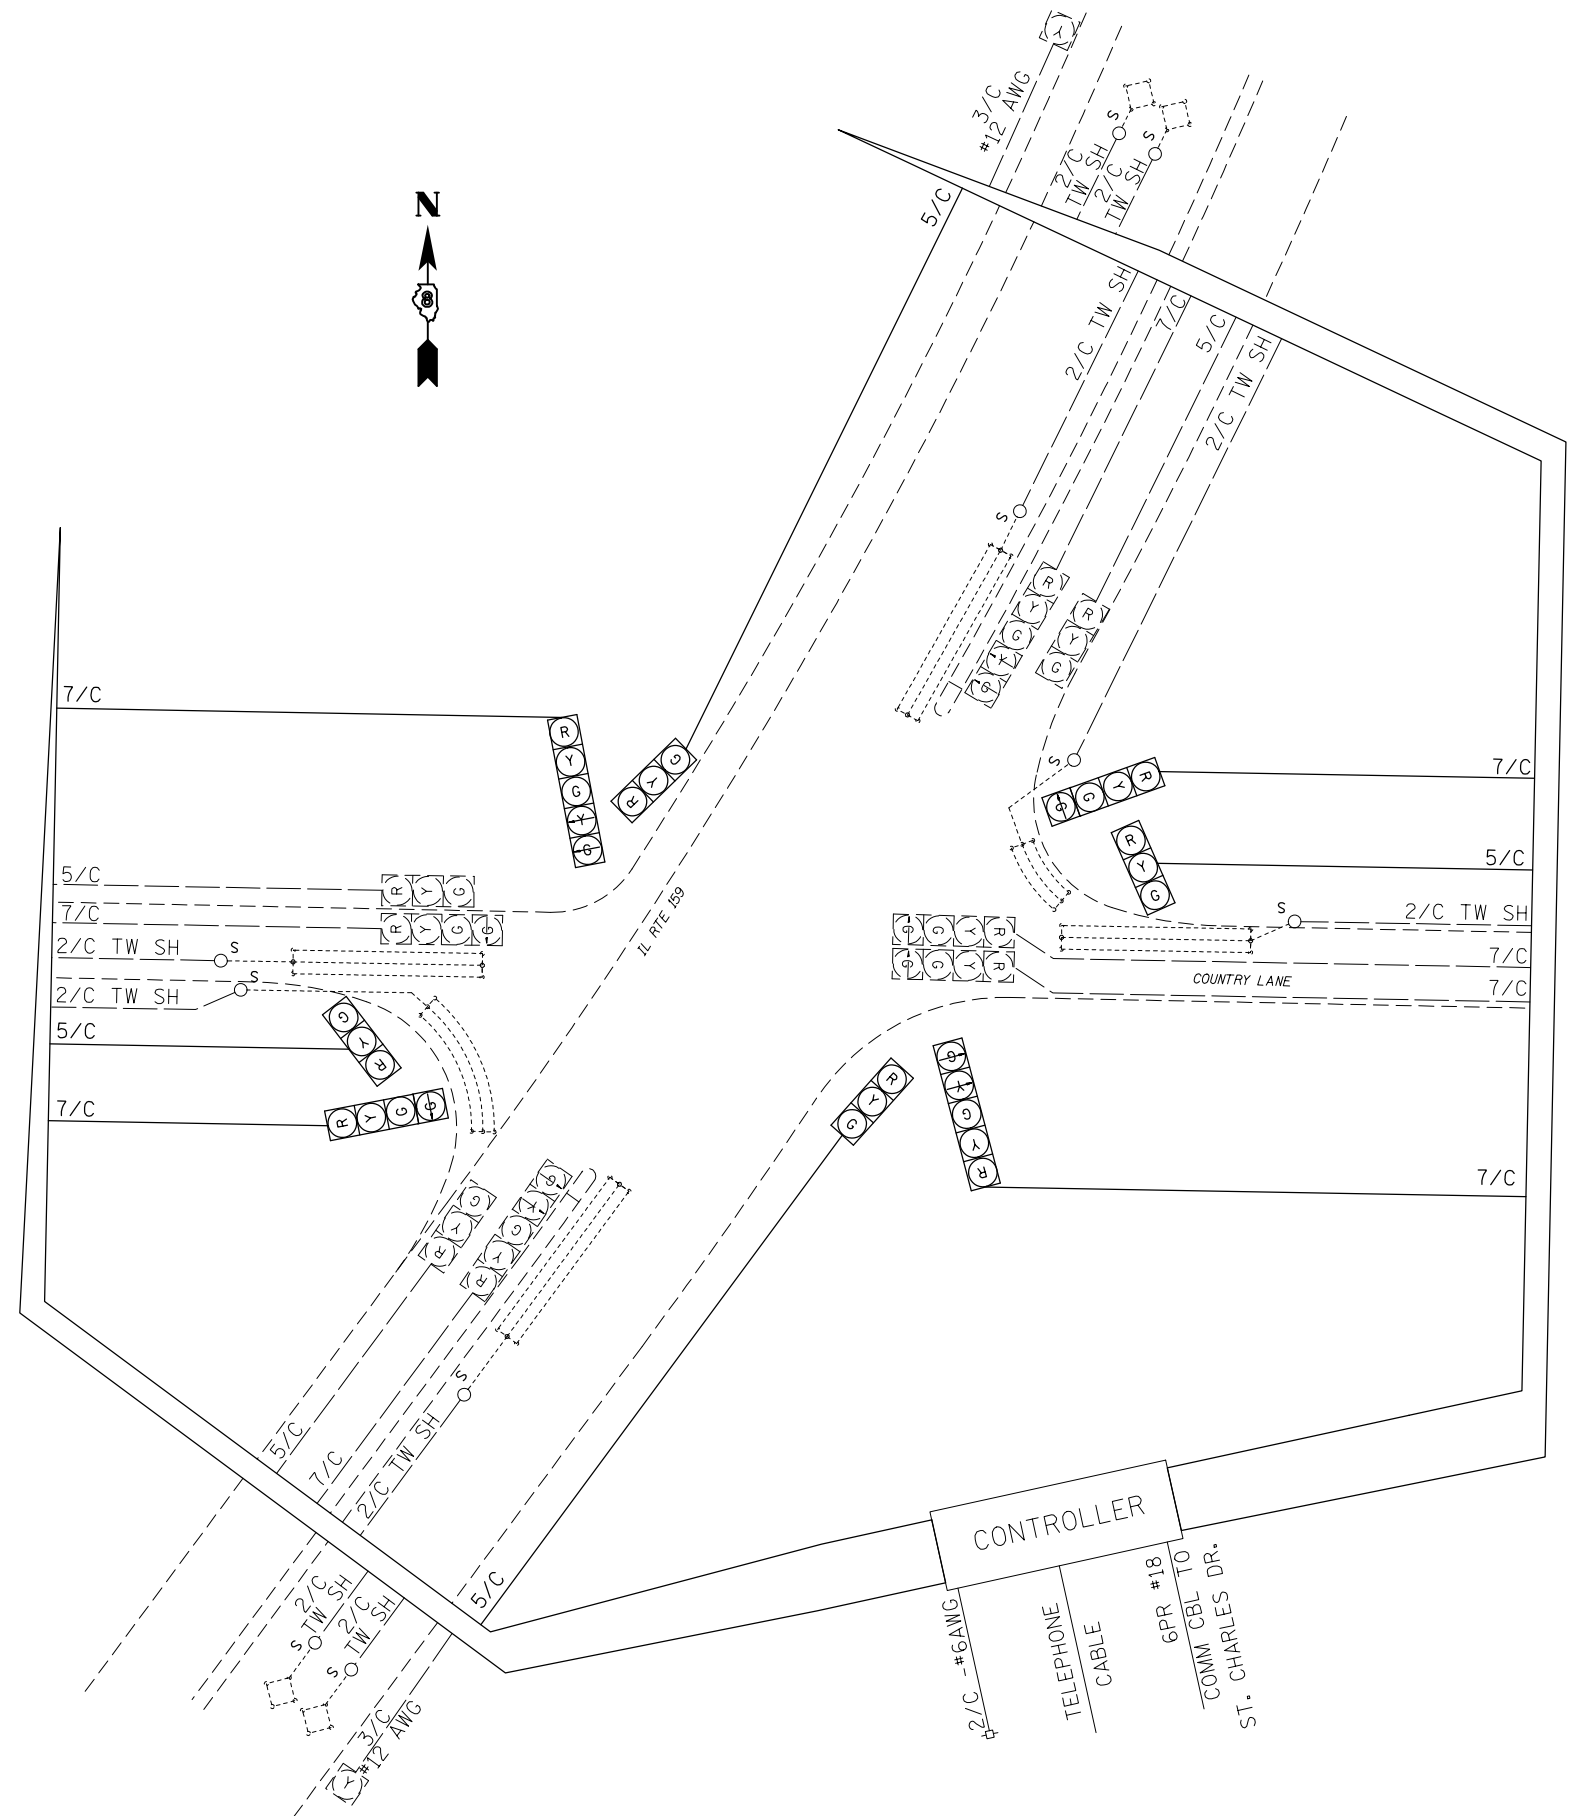 Y
3/C
#12 AWG
S
S
2/C
TW SH
2/C
TW SH
N
8
5/C
2/C TW SH
7/C
5/C
2/C TW SH
S
R
Y
G
Y
G
R
Y
G
7/C
R
Y
G
Y
G
G
Y
R
S
7/C
G
G
Y
R
5/C
R
Y
G
5/C
R
Y
G
7/C
R
Y
G
G
IL RTE 159
S
2/C TW SH
G
G
Y
R
7/C
G
G
Y
R
7/C
COUNTRY LANE
2/C TW SH
S
S
2/C TW SH
5/C
G
Y
R
7/C
R
Y
G
G
R
Y
G
G
Y
G
Y
R
7/C
R
Y
G
R
Y
G
Y
G
S
5/C
7/C
2/C TW SH
5/C
CONTROLLER
2/C
TW SH
2/C
TW SH
S
S
3/C
#12 AWG
Y
2/C -#6AWG
TELEPHONE
CABLE
6PR #18
COMM CBL TO
ST. CHARLES DR.